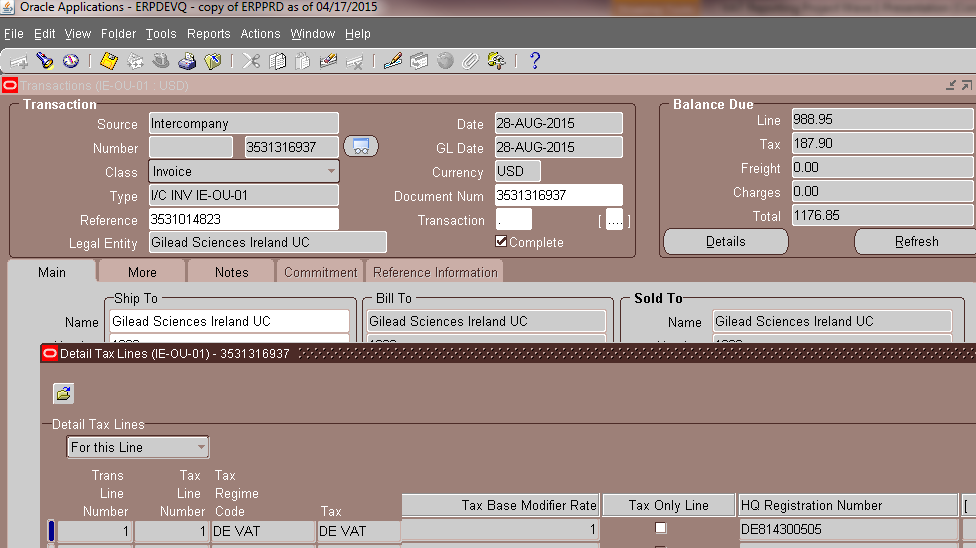 Oracle Applications - ERPDEVQ - copy of ERPPRD as of 04/17/2015
File Edit View Folder Tools Reports Actions Window Help
Transactions (IE-OU-01 USD)
Transaction
Source Intercompany
Number 3531316937
Class Invoice
Type I/C INV IE-OU-01
Reference 3531014823
Legal Entity Gilead Sciences Ireland UC
Date 28-AUG-2015
GL Date 28-AUG-2015
Currency USD
Document Num 3531316937
Transaction . [ .... ]
Complete
Balance Due
Line 988.95
Tax 187.90
Freight 0.00
Charges 0.00
Total 1176.85
Details Refresh
Main More Notes Commitment Reference Information
Ship To Bill To Sold To
Name Gilead Sciences Ireland UC Gilead Sciences Ireland UC Name Gilead Sciences Ireland UC
Detail Tax Lines (IE-OU-01) - 3531316937
Detail Tax Lines
For this Line
Trans Tax Tax
Line Line Regime
Number Number Code Tax Tax Base Modifier Rate Tax Only Line HQ Registration Number [
1 1 DE VAT DE VAT 1 DE814300505